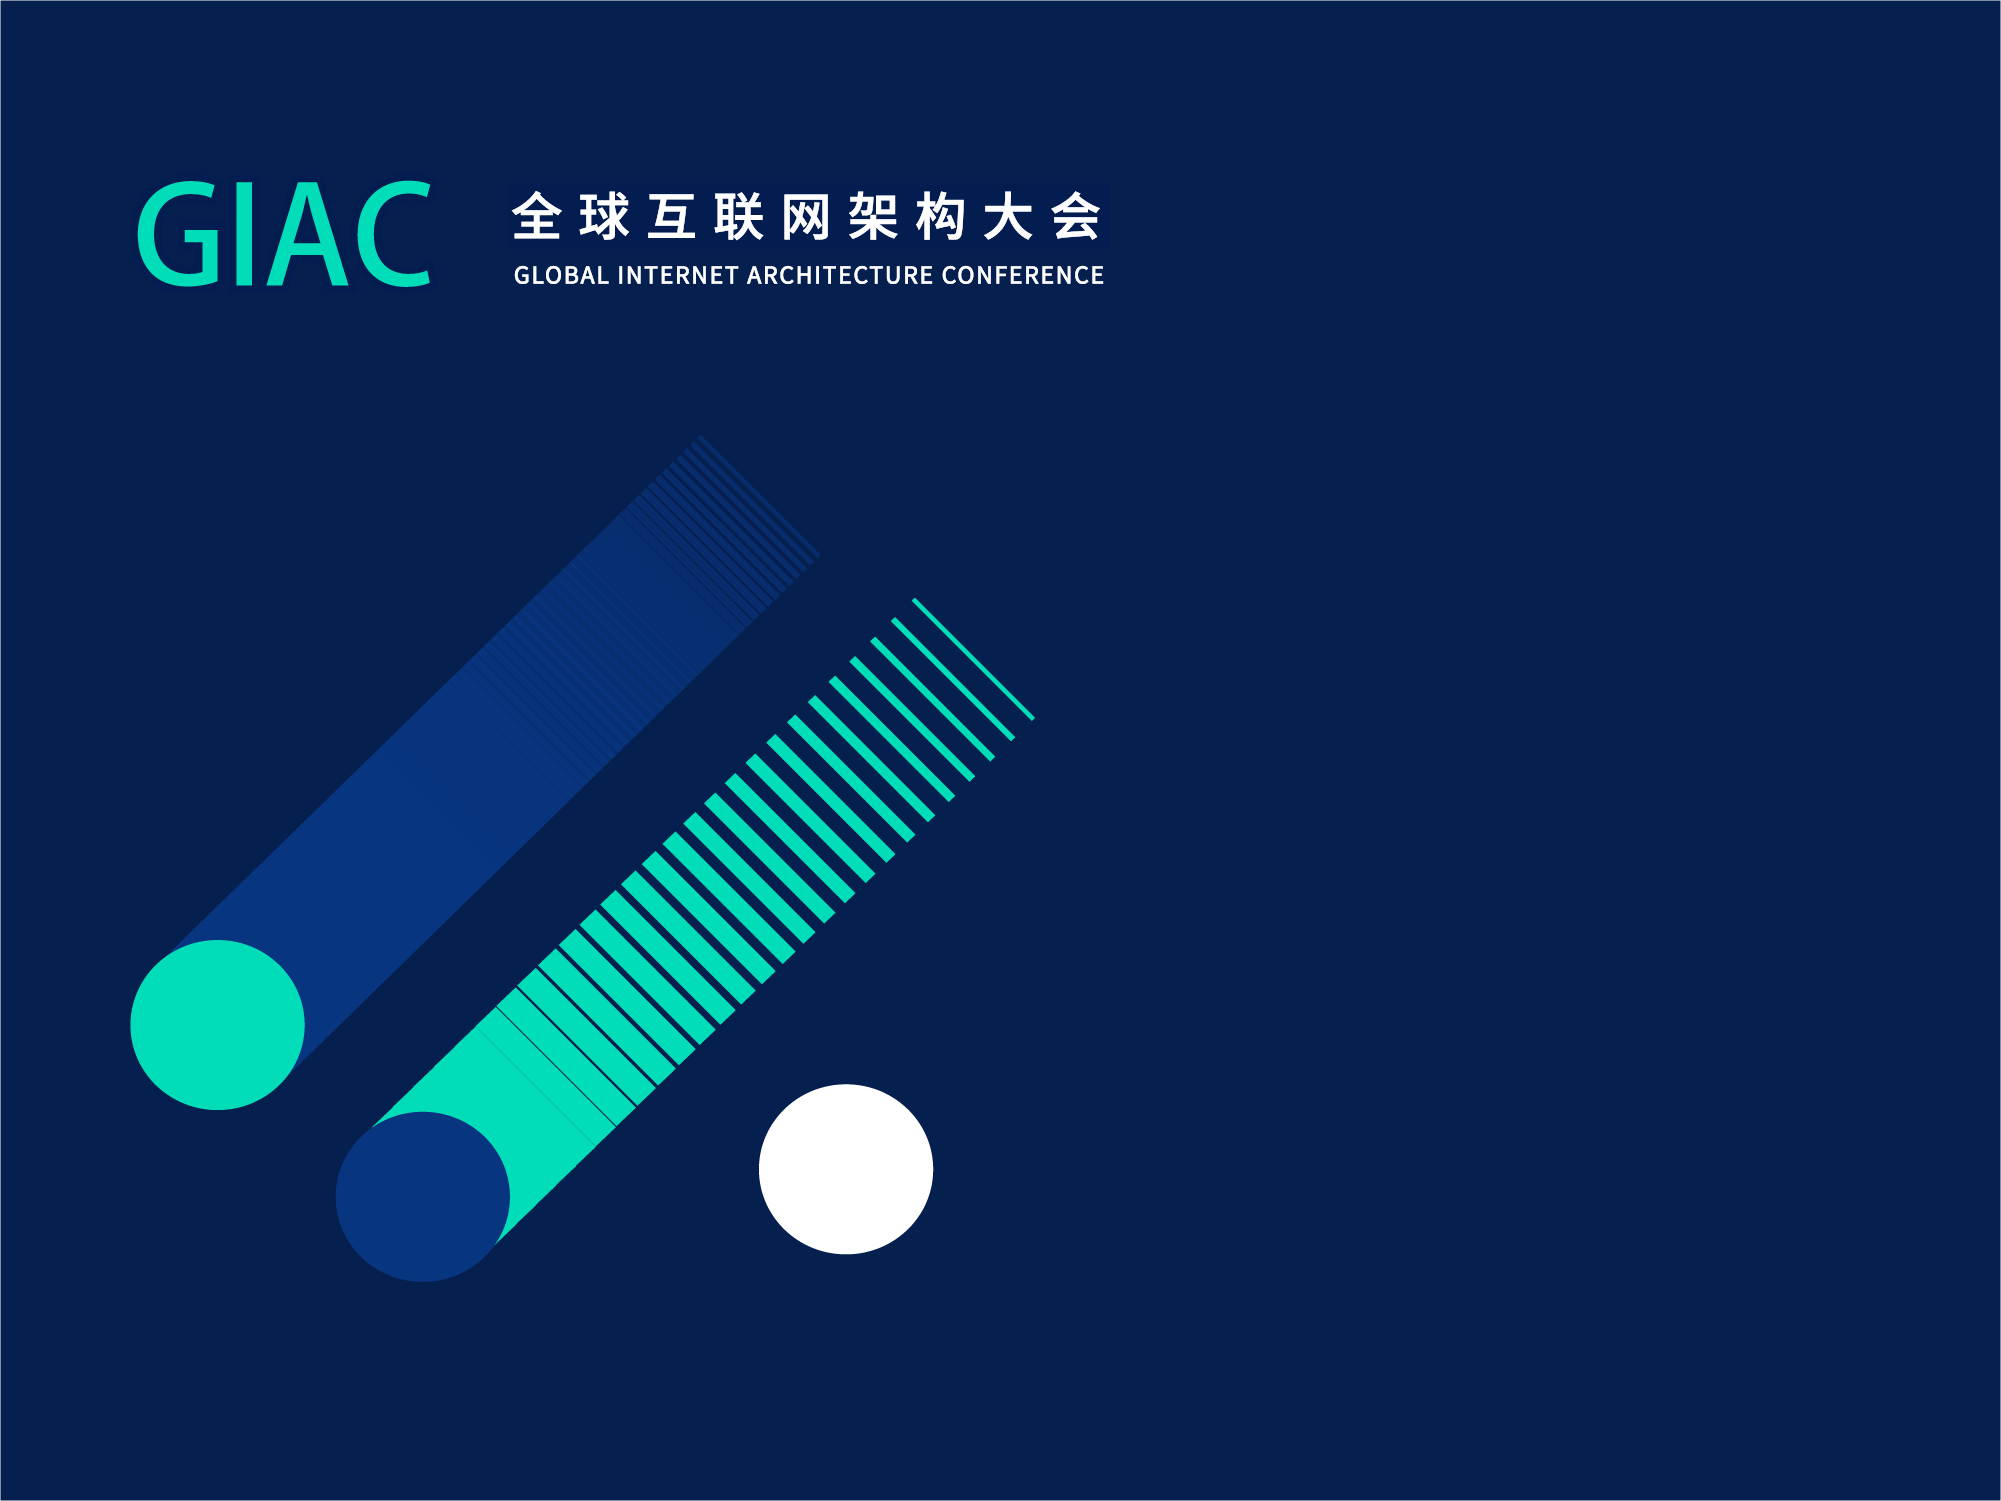 GIAC
全球互联网架构大会
GLOBAL INTERNET ARCHITECTURE CONFERENCE